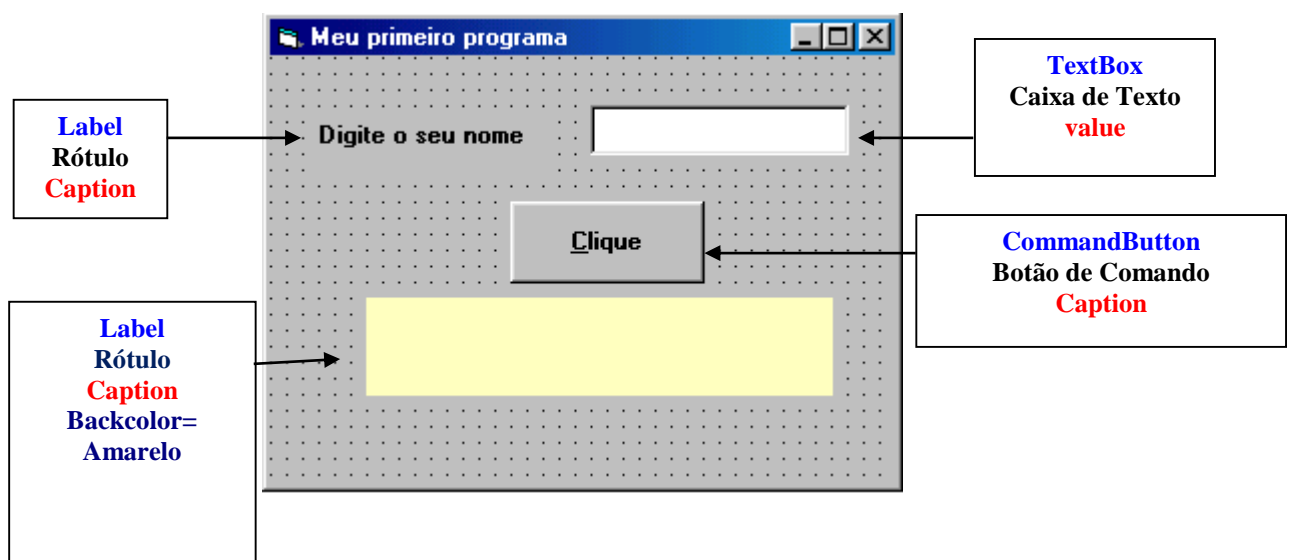 Meu primeiro programa
Label
Rótulo
Caption
Digite o seu nome
TextBox
Caixa de Texto
value
Clique
CommandButton
Botão de Comando
Caption
Label
Rótulo
Caption
Backcolor=
Amarelo